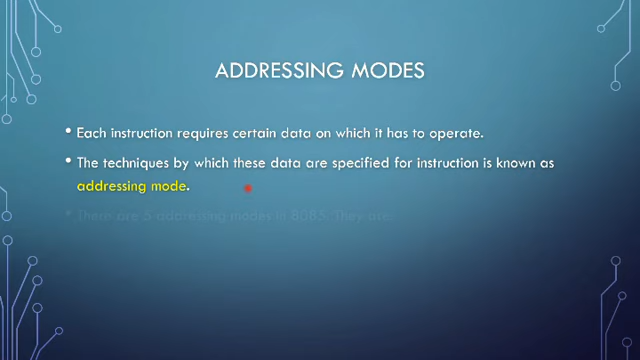 ADDRESSING MODES
• Each instruction requires certain data on which it has to operate.
• The techniques by which these data are specified for instruction is known as
addressing mode.
• There are 5 addressing modes in 8085. They are: